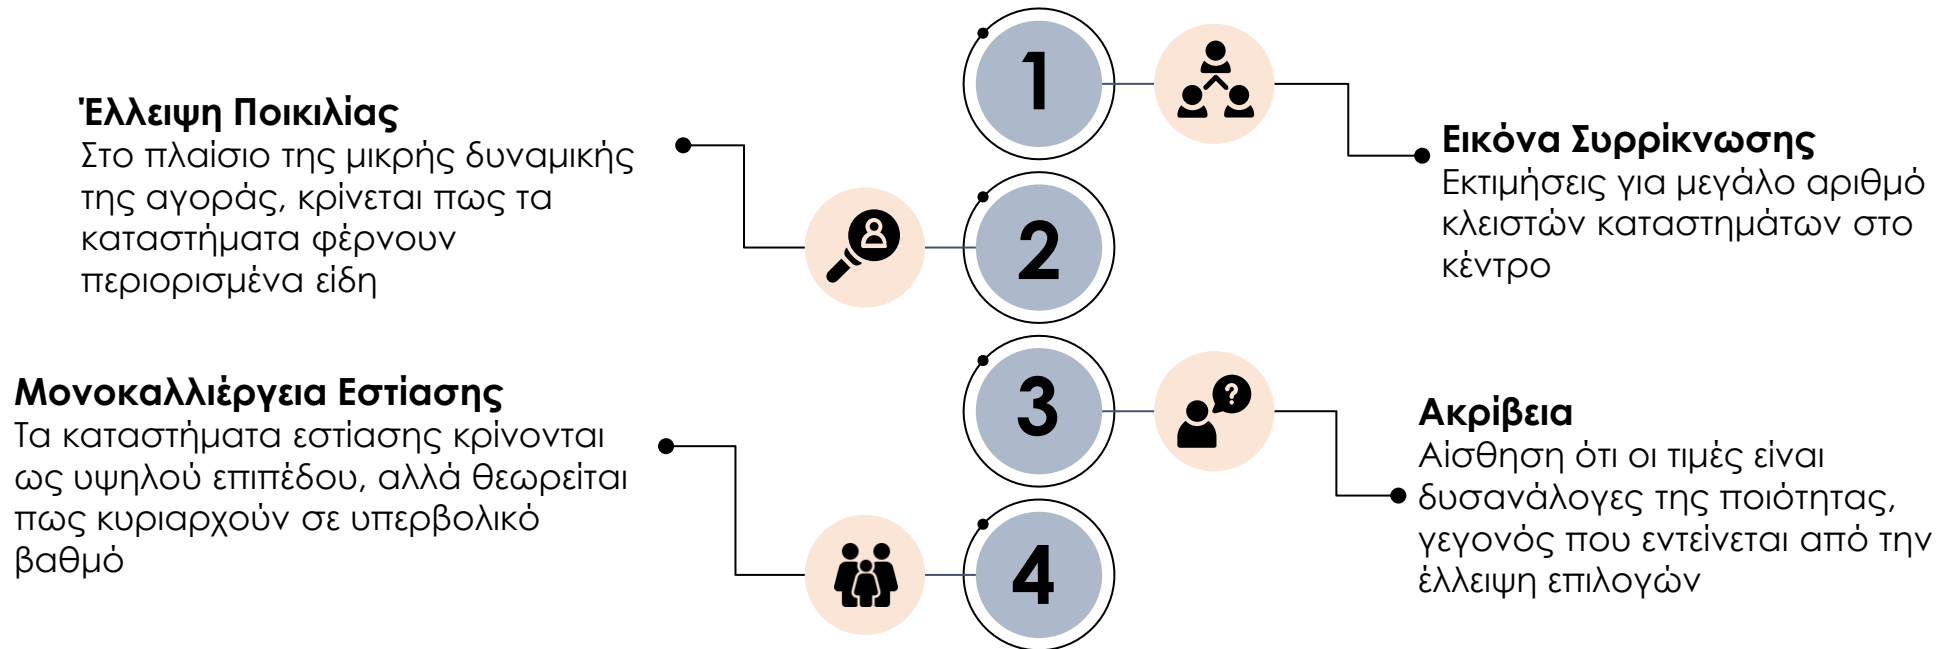 1
Εικόνα Συρρίκνωσης
Εκτιμήσεις για μεγάλο αριθμό
κλειστών καταστημάτων στο
κέντρο
2
Έλλειψη Ποικιλίας
Στο πλαίσιο της μικρής δυναμικής
της αγοράς, κρίνεται πως τα
καταστήματα φέρνουν
περιορισμένα είδη
3
?
Ακρίβεια
Αίσθηση ότι οι τιμές είναι
δυσανάλογες της ποιότητας,
γεγονός που εντείνεται από την
έλλειψη επιλογών
4
Μονοκαλλιέργεια Εστίασης
Τα καταστήματα εστίασης κρίνονται
ως υψηλού επιπέδου, αλλά θεωρείται
πως κυριαρχούν σε υπερβολικό
βαθμό